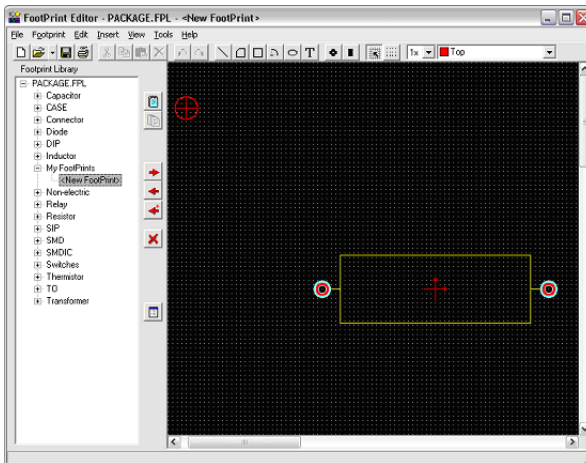 FootPrint Editor - PACKAGE.FPL - <New FootPrint>
File Footprint Edit Insert View Tools Help
T 1x Top
Footprint Library
PACKAGE.FPL
Capacitor
CASE
Connector
Diode
DIP
Inductor
My FootPrints
<New FootPrint>
Non-electric
Relay
Resistor
SIP
SMD
SMDIC
Switches
Thermistor
TO
Transformer